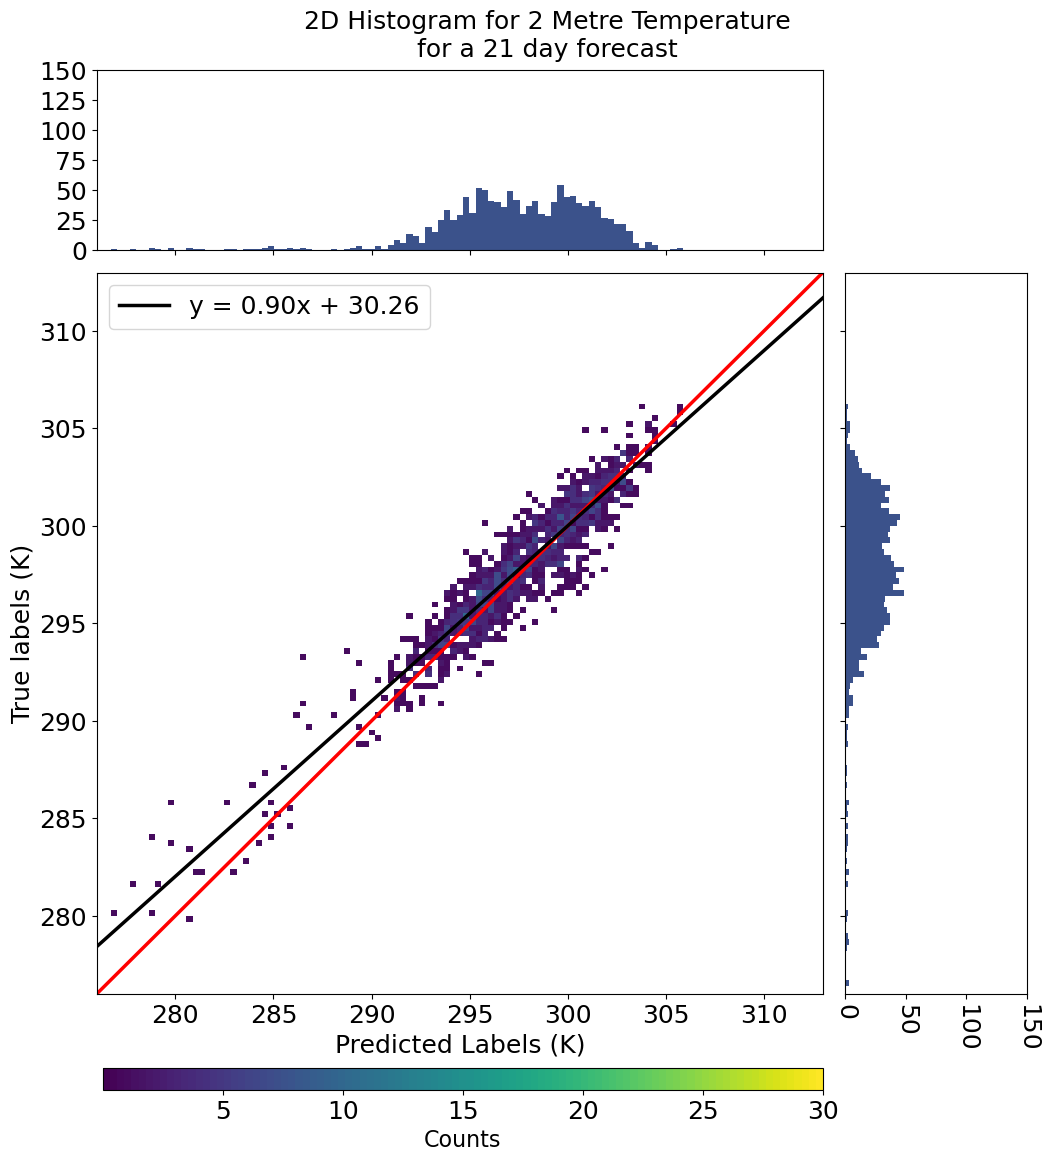 2D Histogram for 2 Metre Temperature
for a 21 day forecast
150
125
100
75
50
25
0
y = 0.90x + 30.26
310
305
300
295
290
285
280
True labels (K)
280 285 290 295 300 305 310
Predicted Labels (K)
0 50 100 150
5 10 15 20 25 30
Counts